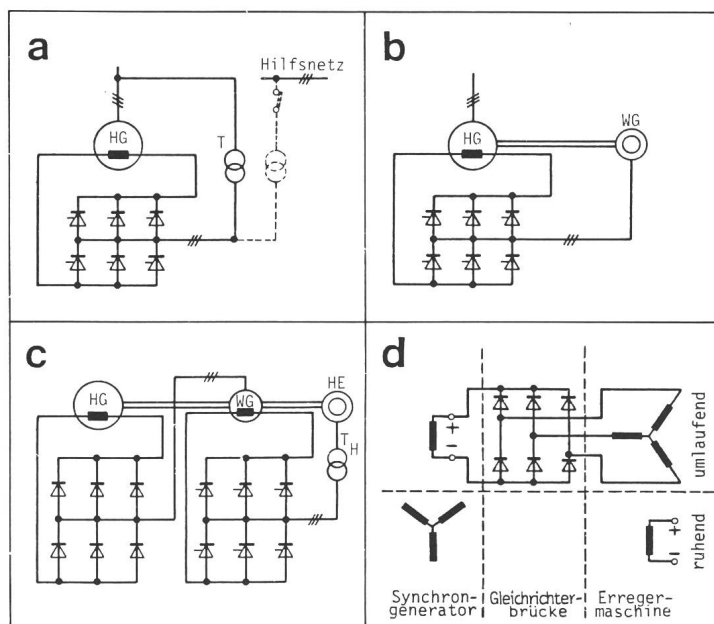 a
Hilfsnetz
HG
T
b
HG
WG
c
HG
WG
HE
T H
d
+
−
umlaufend
+
−
ruhend
Synchron-
generator
Gleichrichter-
brücke
Erreger-
maschine